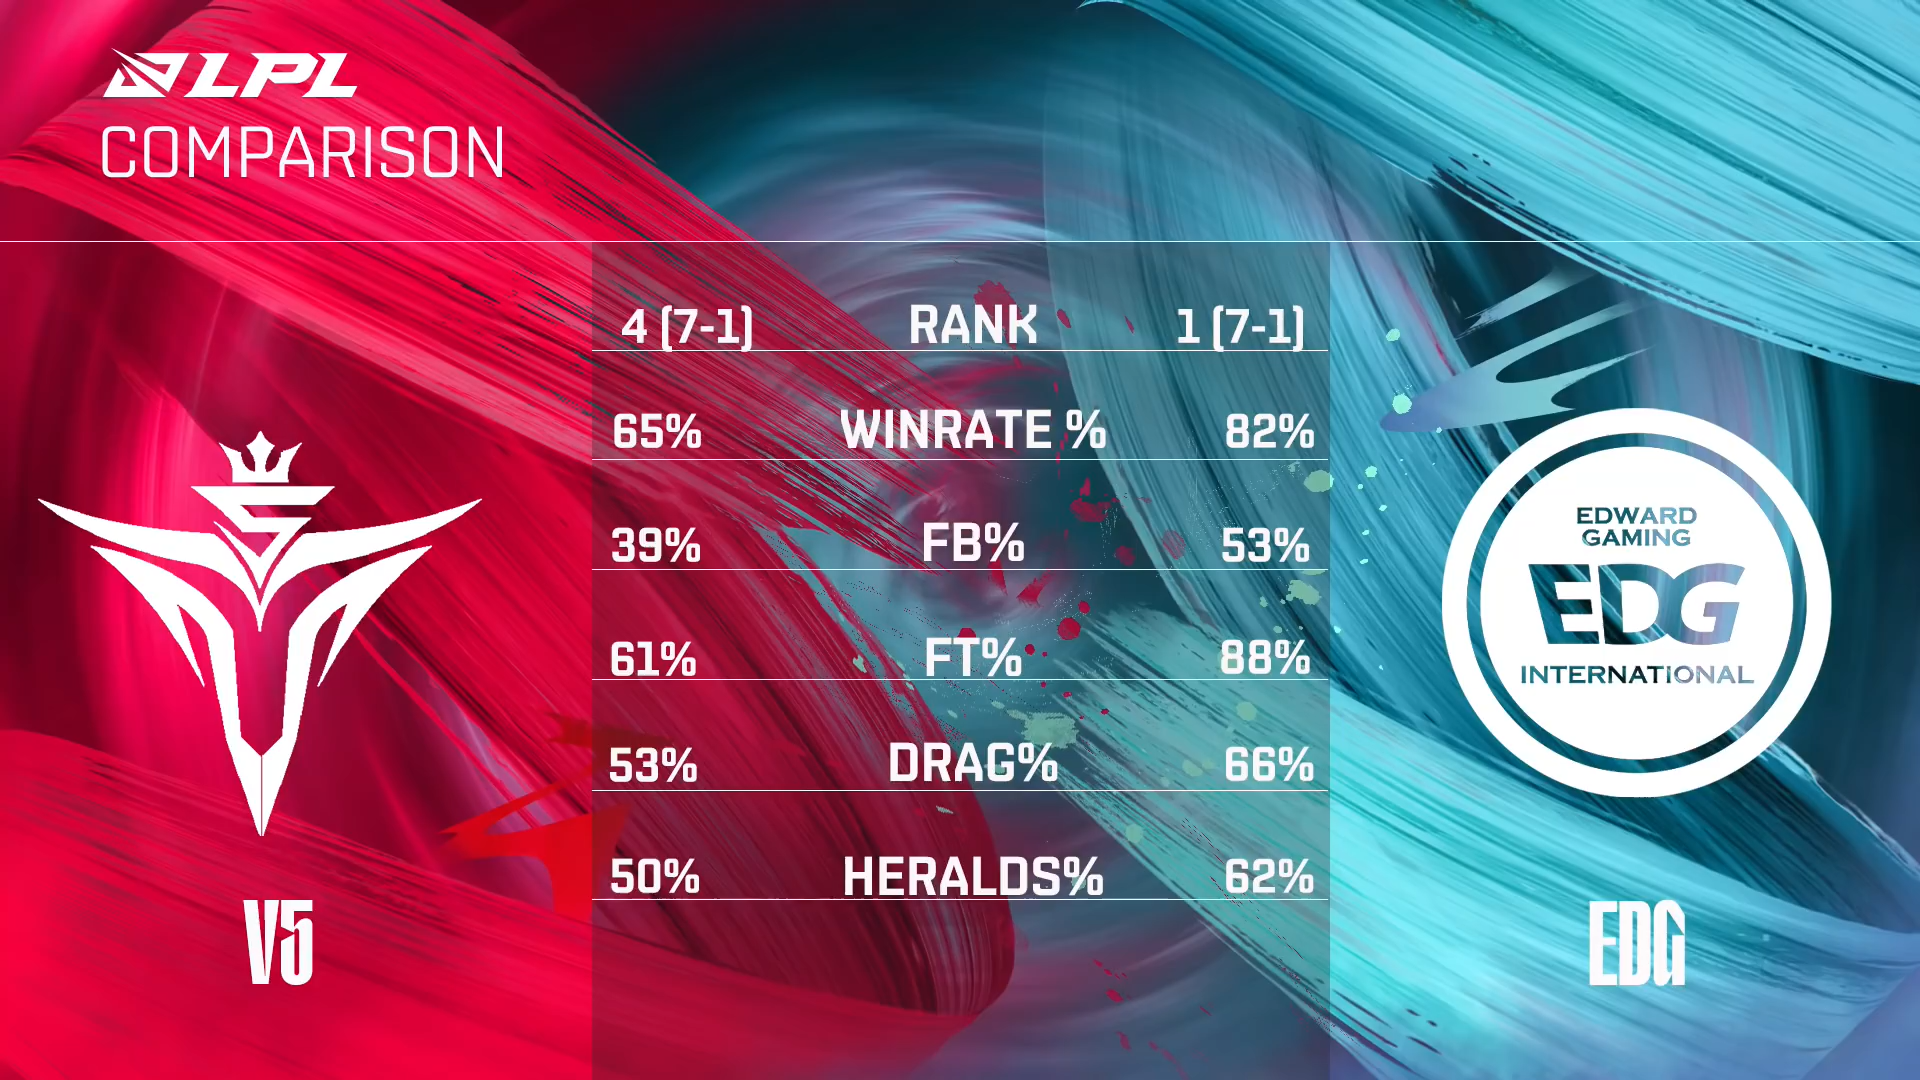 LPL
COMPARISON
4 (7-1) RANK 1 (7-1)
65% WINRATE % 82%
39% FB% 53%
61% FT% 88%
53% DRAG% 66%
50% HERALDS% 62%
EDWARD
GAMING
EDG
INTERNATIONAL
V5
EDG